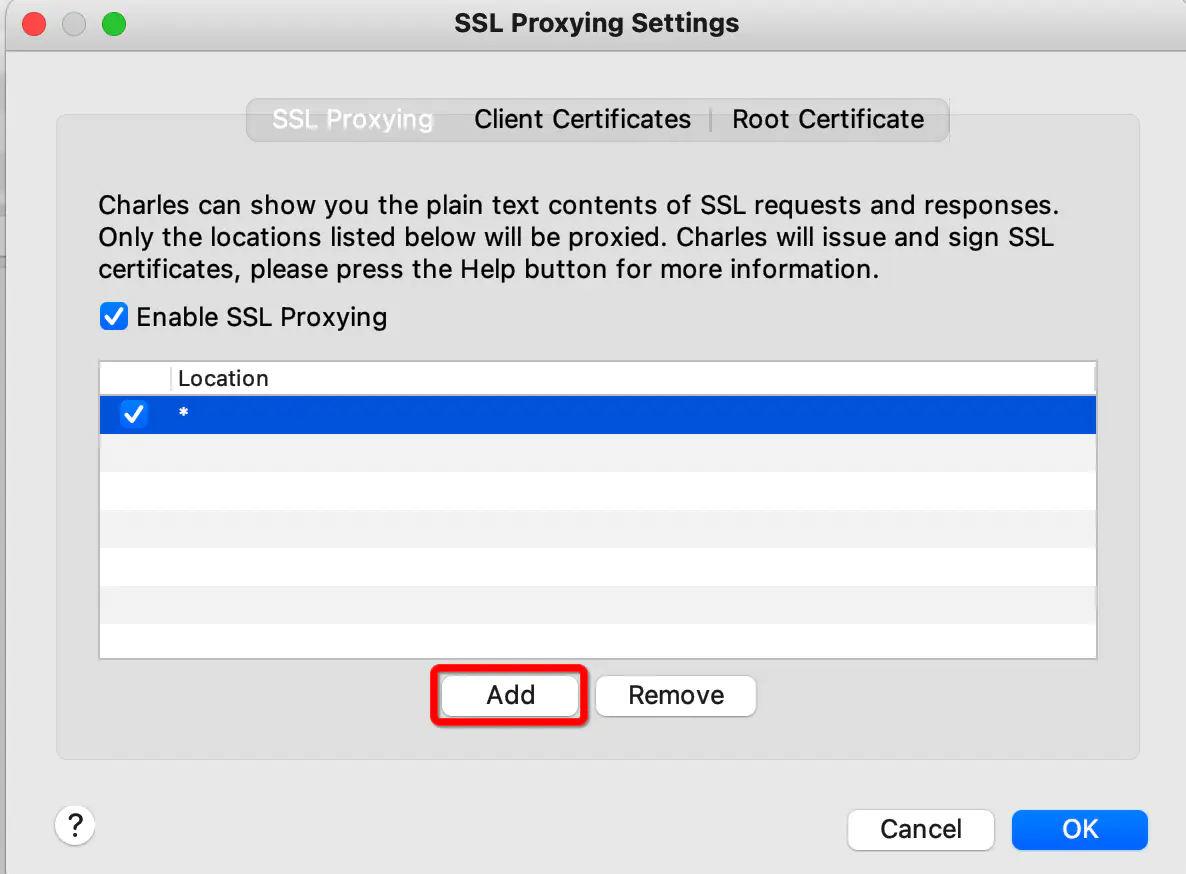 SSL Proxying Settings
SSL Proxying Client Certificates Root Certificate
Charles can show you the plain text contents of SSL requests and responses.
Only the locations listed below will be proxied. Charles will issue and sign SSL
certificates, please press the Help button for more information.
Enable SSL Proxying
Location
*
Add Remove
? Cancel OK